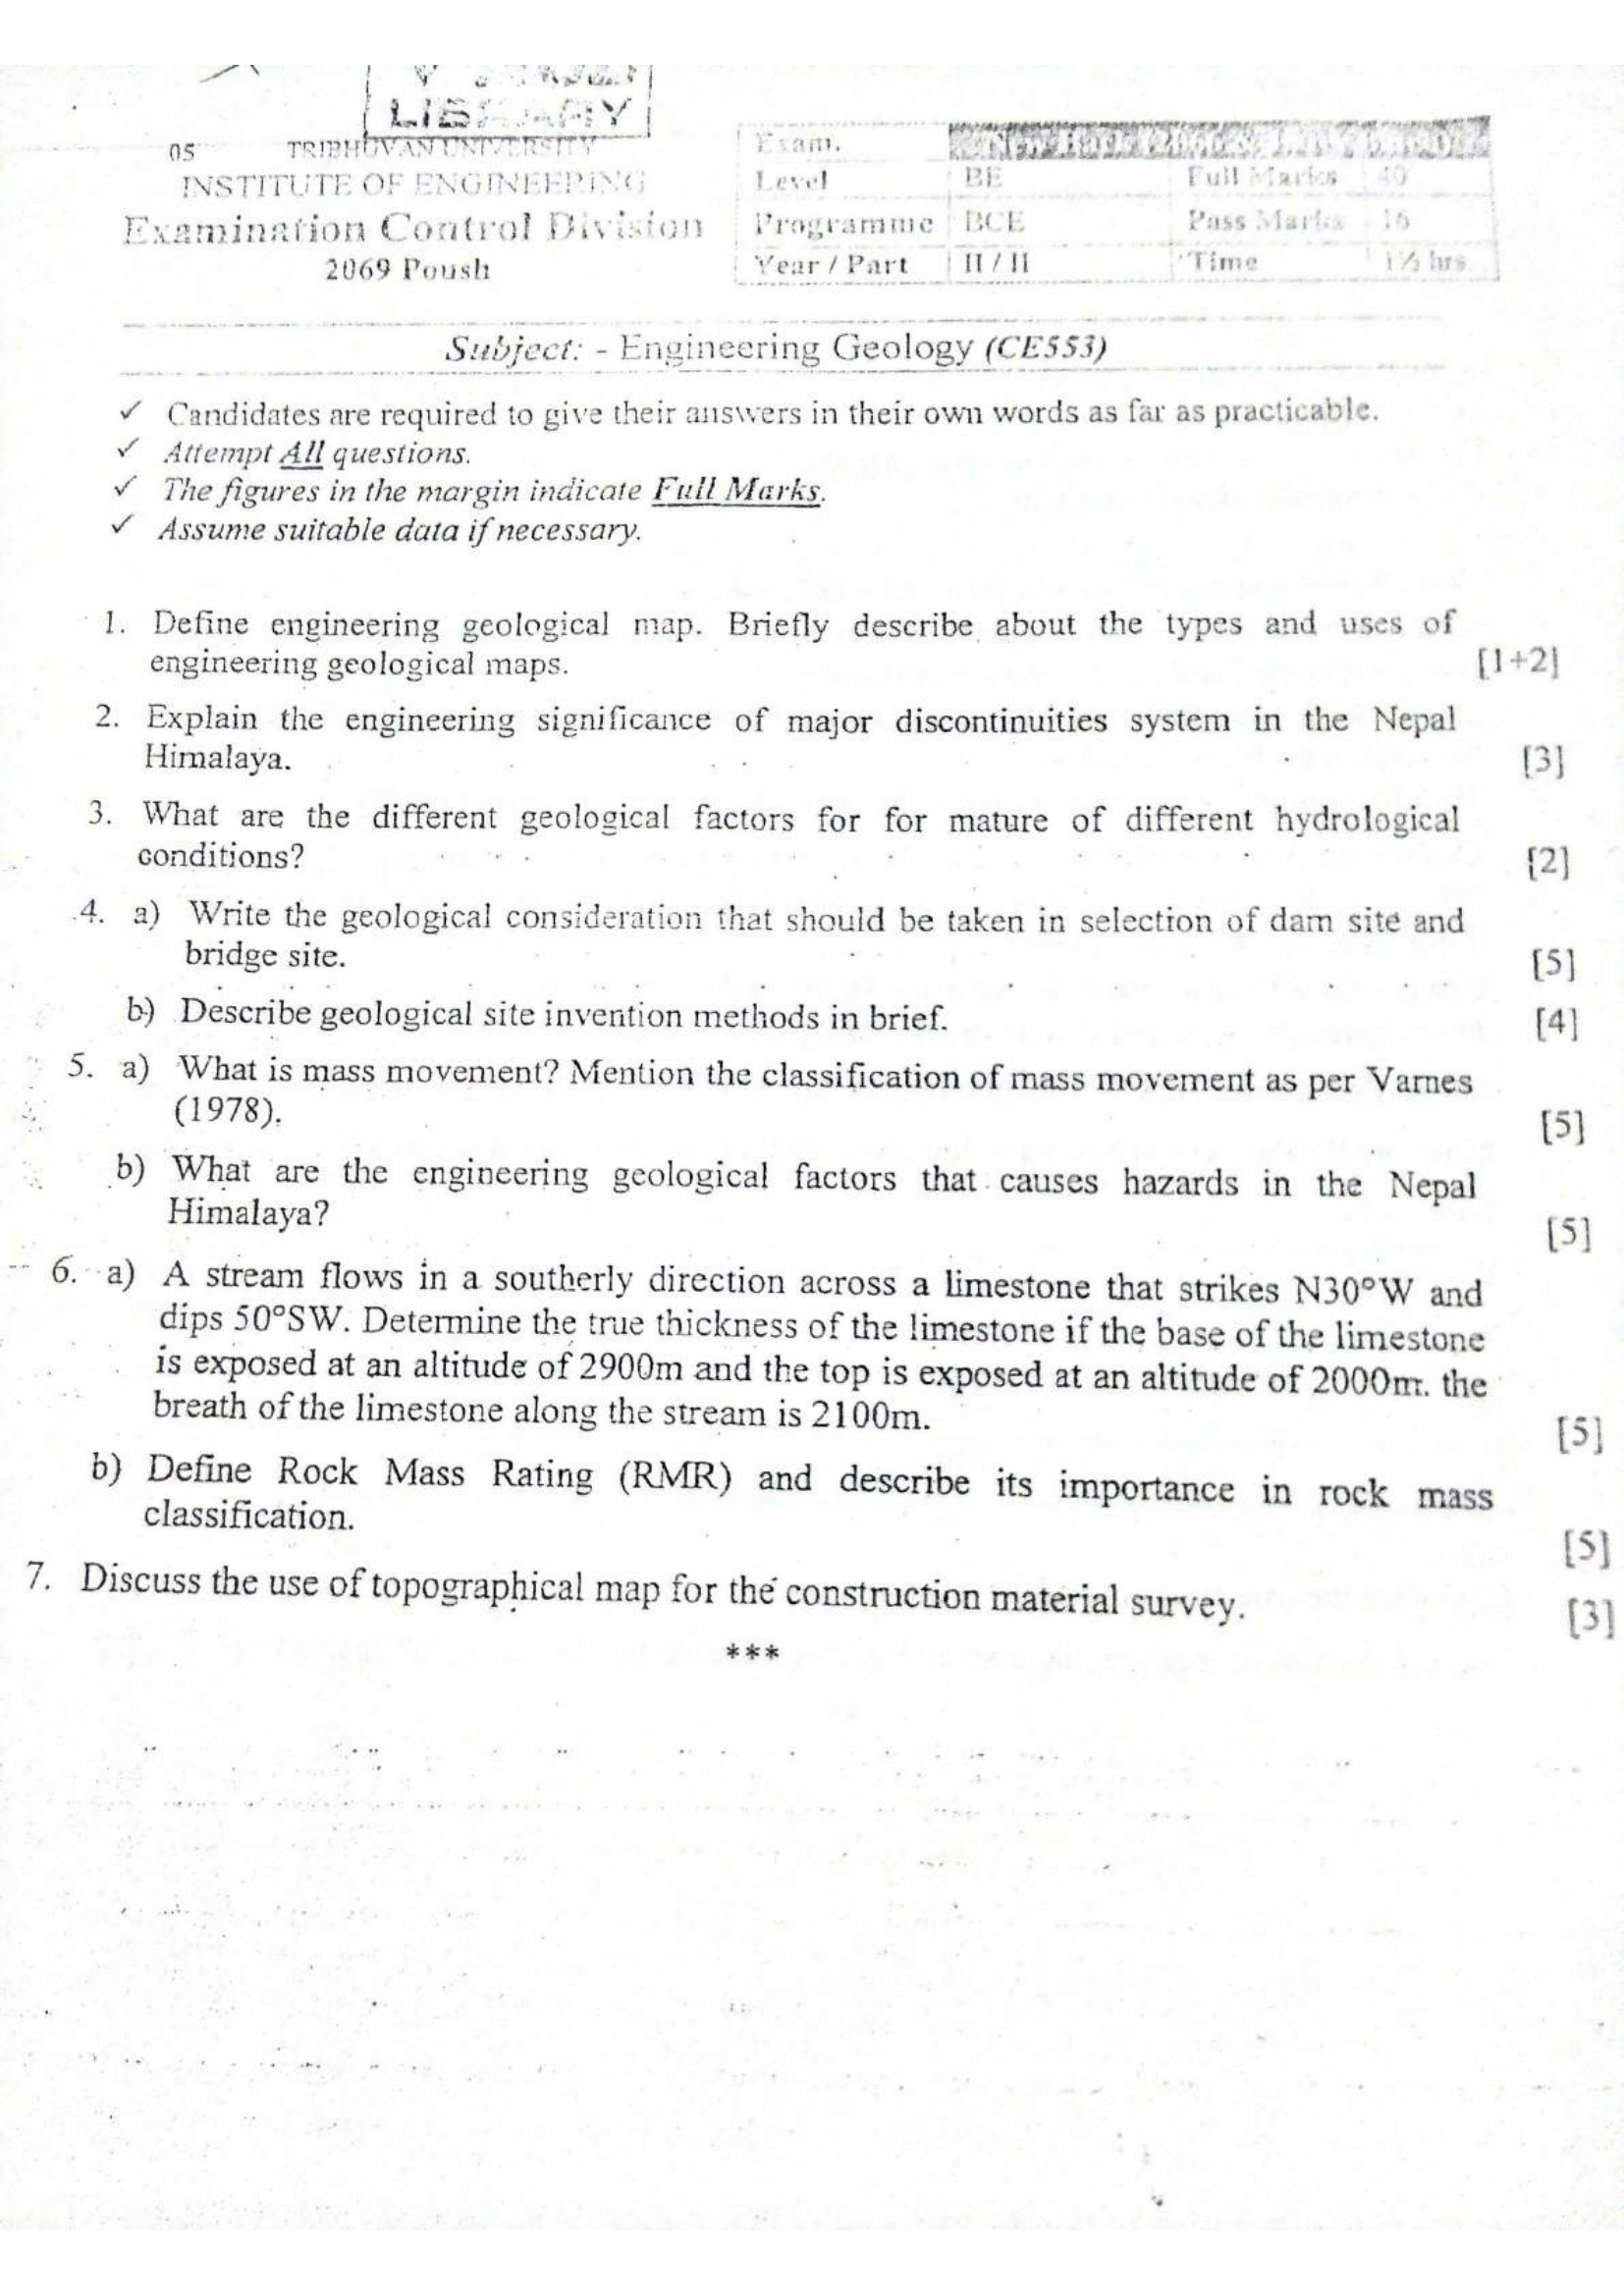 LIBRARY
05 TRIBHUVAN UNIVERSITY
INSTITUTE OF ENGINEERING
Examination Control Division
2069 Poush
Exam. New Back (2066 & Later Batch)
Level BE Full Marks 40
Programme BCE Pass Marks 16
Year / Part II / II Time 1½ hrs
Subject: - Engineering Geology (CE553)
✓ Candidates are required to give their answers in their own words as far as practicable.
✓ Attempt All questions.
✓ The figures in the margin indicate Full Marks.
✓ Assume suitable data if necessary.
1. Define engineering geological map. Briefly describe about the types and uses of
engineering geological maps. [1+2]
2. Explain the engineering significance of major discontinuities system in the Nepal
Himalaya. [3]
3. What are the different geological factors for for mature of different hydrological
conditions? [2]
4. a) Write the geological consideration that should be taken in selection of dam site and
bridge site. [5]
b) Describe geological site invention methods in brief. [4]
5. a) What is mass movement? Mention the classification of mass movement as per Varnes
(1978). [5]
b) What are the engineering geological factors that causes hazards in the Nepal
Himalaya? [5]
6. a) A stream flows in a southerly direction across a limestone that strikes N30°W and
dips 50°SW. Determine the true thickness of the limestone if the base of the limestone
is exposed at an altitude of 2900m and the top is exposed at an altitude of 2000m. the
breath of the limestone along the stream is 2100m. [5]
b) Define Rock Mass Rating (RMR) and describe its importance in rock mass
classification. [5]
7. Discuss the use of topographical map for the construction material survey. [3]
***